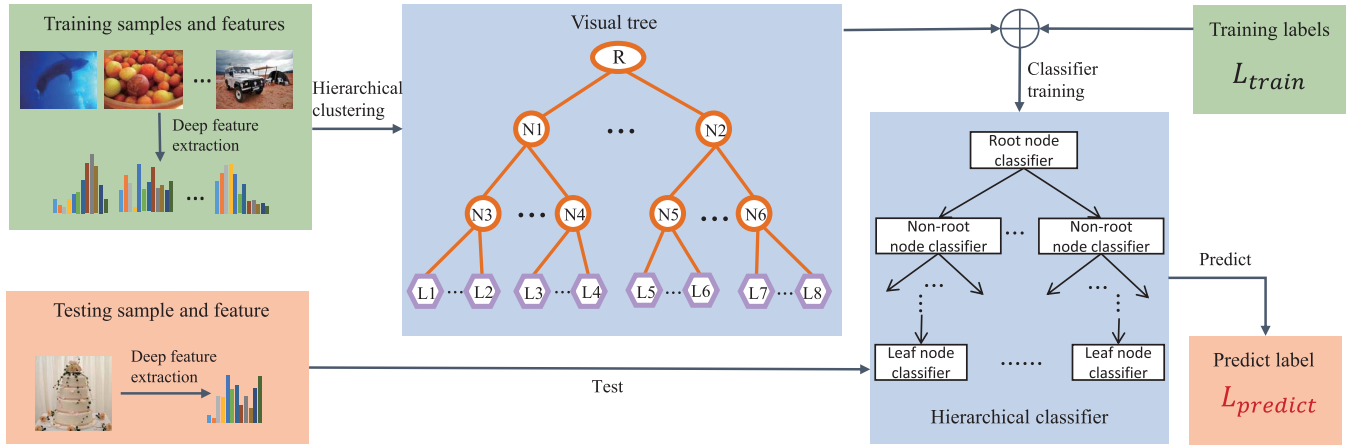 Training samples and features
...
Deep feature
extraction
...
Hierarchical
clustering
Visual tree
R
N1 ... N2
N3 ... N4 N5 ... N6
L1 ... L2 L3 ... L4 L5 ... L6 L7 ... L8
Training labels
L_train
Classifier
training
Root node
classifier
Non-root
node classifier
...
Non-root
node classifier
...
...
Leaf node
classifier
......
Leaf node
classifier
Hierarchical classifier
Testing sample and feature
Deep feature
extraction
Test
Predict
Predict label
L_predict